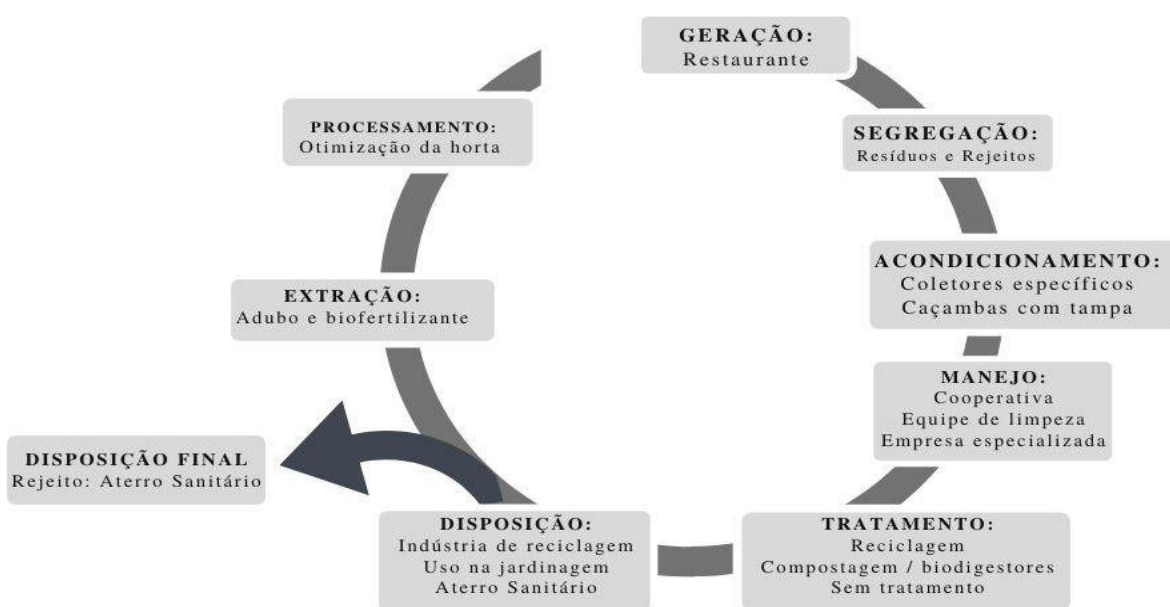 GERAÇÃO:
Restaurante
SEGREGAÇÃO:
Resíduos e Rejeitos
ACONDICIONAMENTO:
Coletores específicos
Caçambas com tampa
MANEJO:
Cooperativa
Equipe de limpeza
Empresa especializada
TRATAMENTO:
Reciclagem
Compostagem / biodigestores
Sem tratamento
DISPOSIÇÃO:
Indústria de reciclagem
Uso na jardinagem
Aterro Sanitário
DISPOSIÇÃO FINAL
Rejeito: Aterro Sanitário
EXTRAÇÃO:
Adubo e biofertilizante
PROCESSAMENTO:
Otimização da horta